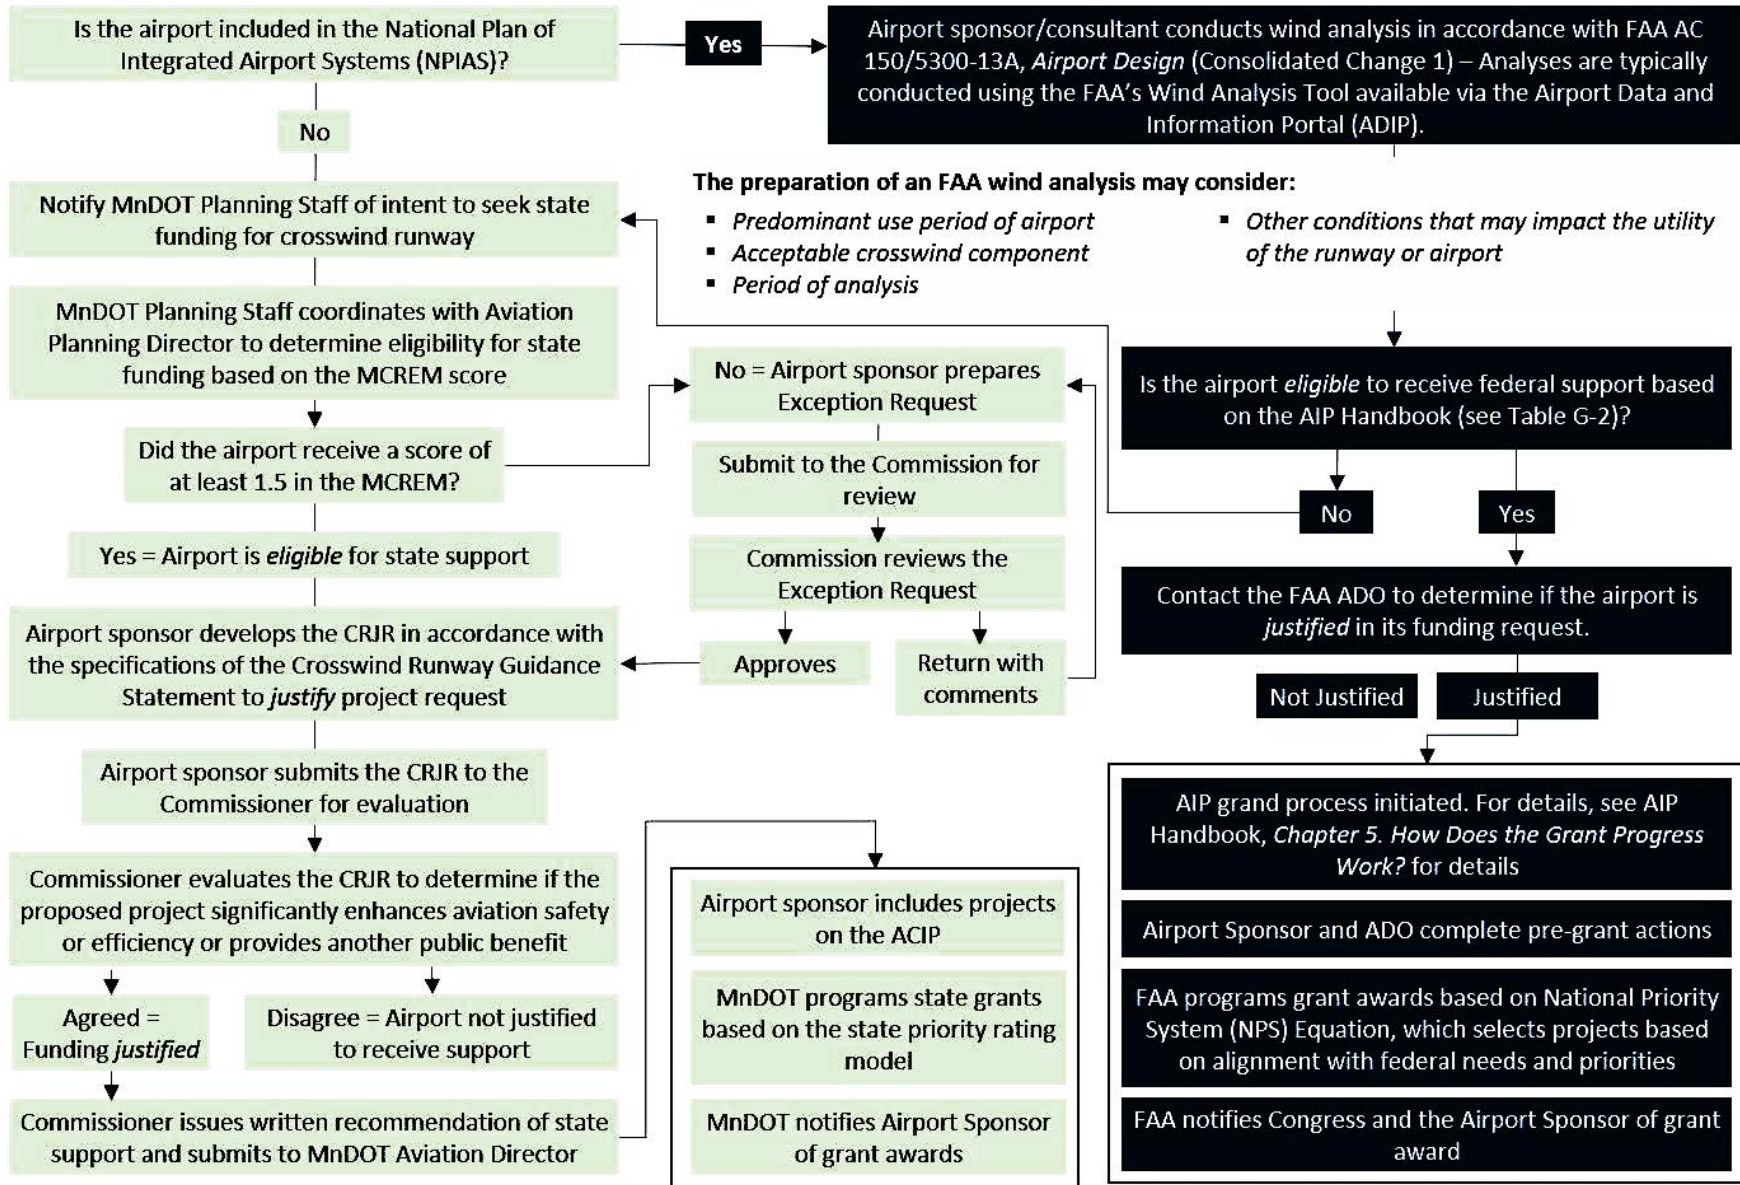 Is the airport included in the National Plan of
Integrated Airport Systems (NPIAS)?
Yes
Airport sponsor/consultant conducts wind analysis in accordance with FAA AC
150/5300-13A, Airport Design (Consolidated Change 1) – Analyses are typically
conducted using the FAA's Wind Analysis Tool available via the Airport Data and
Information Portal (ADIP).
No
Notify MnDOT Planning Staff of intent to seek state
funding for crosswind runway
The preparation of an FAA wind analysis may consider:
▪ Predominant use period of airport
▪ Acceptable crosswind component
▪ Period of analysis
▪ Other conditions that may impact the utility
of the runway or airport
MnDOT Planning Staff coordinates with Aviation
Planning Director to determine eligibility for state
funding based on the MCREM score
Did the airport receive a score of
at least 1.5 in the MCREM?
Yes = Airport is eligible for state support
No = Airport sponsor prepares
Exception Request
Submit to the Commission for
review
Commission reviews the
Exception Request
Approves
Return with
comments
Is the airport eligible to receive federal support based
on the AIP Handbook (see Table G-2)?
No
Yes
Contact the FAA ADO to determine if the airport is
justified in its funding request.
Not Justified
Justified
Airport sponsor develops the CRJR in accordance with
the specifications of the Crosswind Runway Guidance
Statement to justify project request
Airport sponsor submits the CRJR to the
Commissioner for evaluation
Commissioner evaluates the CRJR to determine if the
proposed project significantly enhances aviation safety
or efficiency or provides another public benefit
Agreed =
Funding justified
Disagree = Airport not justified
to receive support
Commissioner issues written recommendation of state
support and submits to MnDOT Aviation Director
Airport sponsor includes projects
on the ACIP
MnDOT programs state grants
based on the state priority rating
model
MnDOT notifies Airport Sponsor
of grant awards
AIP grand process initiated. For details, see AIP
Handbook, Chapter 5. How Does the Grant Progress
Work? for details
Airport Sponsor and ADO complete pre-grant actions
FAA programs grant awards based on National Priority
System (NPS) Equation, which selects projects based
on alignment with federal needs and priorities
FAA notifies Congress and the Airport Sponsor of grant
award